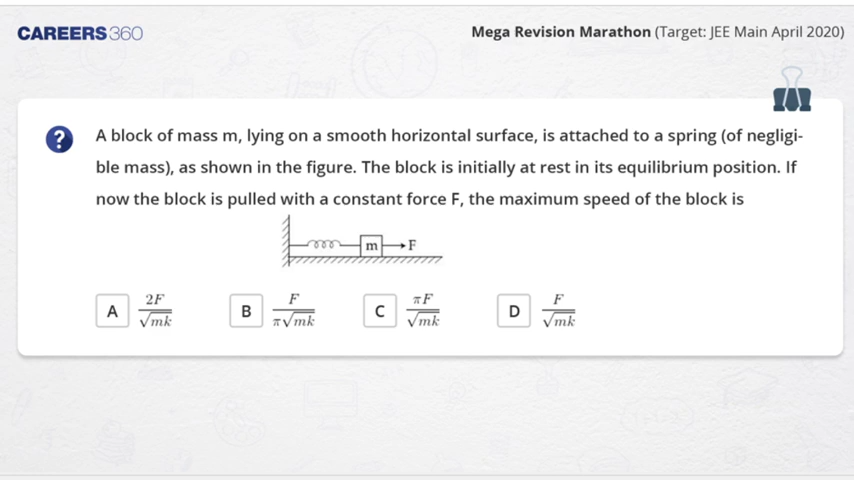 CAREERS360
Mega Revision Marathon (Target: JEE Main April 2020)
?
A block of mass m, lying on a smooth horizontal surface, is attached to a spring (of negligi-
ble mass), as shown in the figure. The block is initially at rest in its equilibrium position. If
now the block is pulled with a constant force F, the maximum speed of the block is
m F
A 2F/√mk B F/π√mk C πF/√mk D F/√mk